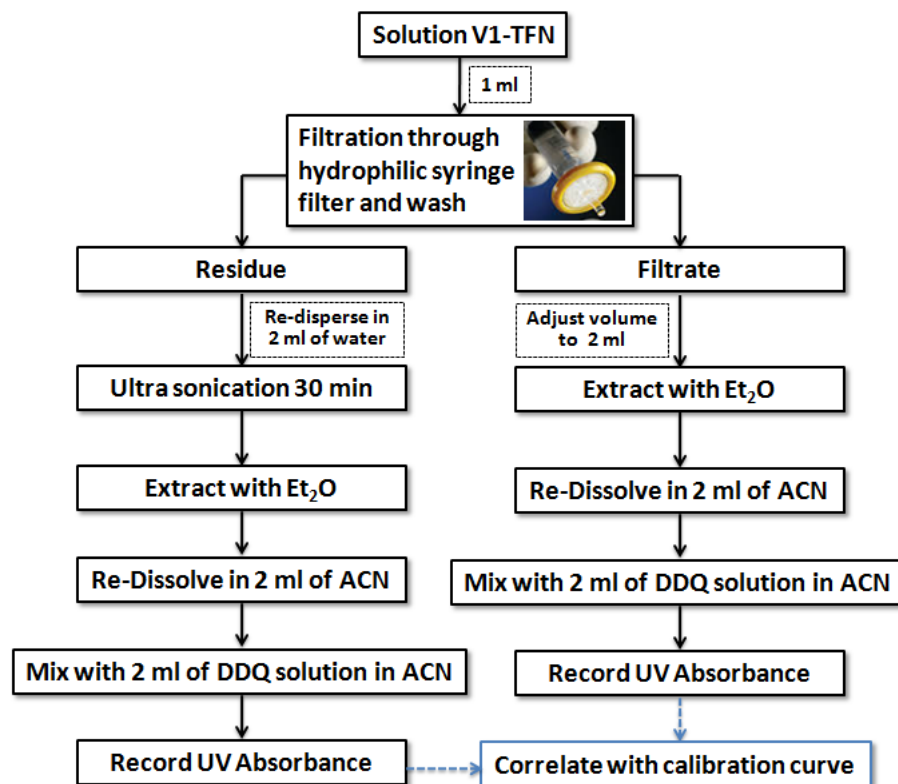 Solution V1-TFN
1 ml
Filtration through
hydrophilic syringe
filter and wash
Residue
Filtrate
Re-disperse in
2 ml of water
Adjust volume
to 2 ml
Ultra sonication 30 min
Extract with Et₂O
Extract with Et₂O
Re-Dissolve in 2 ml of ACN
Re-Dissolve in 2 ml of ACN
Mix with 2 ml of DDQ solution in ACN
Mix with 2 ml of DDQ solution in ACN
Record UV Absorbance
Record UV Absorbance
Correlate with calibration curve